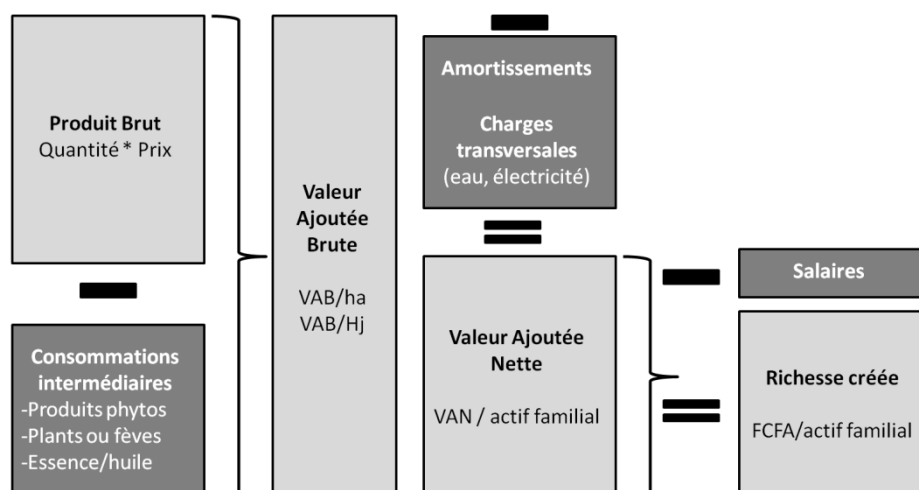 Produit Brut
Quantité * Prix
Consommations
intermédiaires
-Produits phytos
-Plants ou fèves
-Essence/huile
Valeur
Ajoutée
Brute
VAB/ha
VAB/Hj
Amortissements
Charges
transversales
(eau, électricité)
Valeur Ajoutée
Nette
VAN / actif familial
Salaires
Richesse créée
FCFA/actif familial